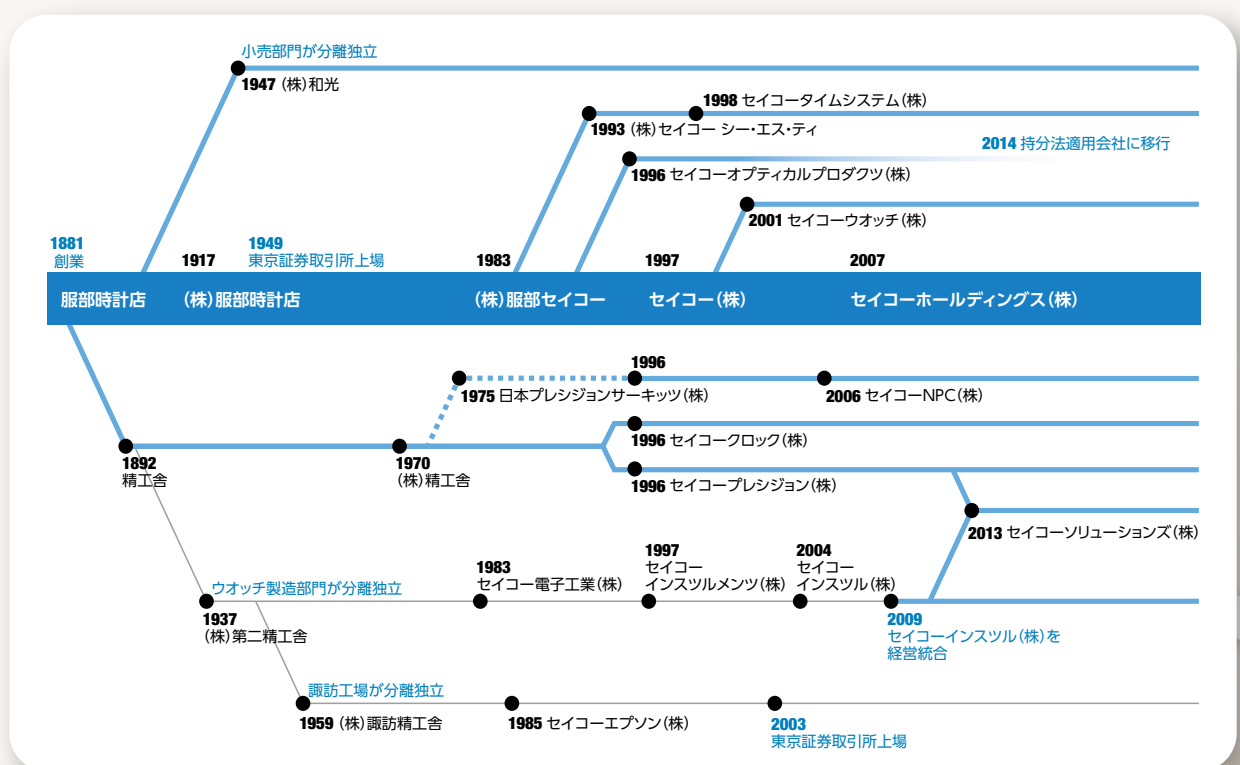 小売部門が分離独立
1947 (株)和光
1998 セイコータイムシステム(株)
1993 (株)セイコー シー・エス・ティ
2014 持分法適用会社に移行
1996 セイコーオプティカルプロダクツ(株)
2001 セイコーウオッチ(株)
1881
創業
1917
1949
東京証券取引所上場
1983
1997
2007
服部時計店
(株)服部時計店
(株)服部セイコー
セイコー(株)
セイコーホールディングス(株)
1996
1975 日本プレシジョンサーキッツ(株)
2006 セイコーNPC(株)
1996 セイコークロック(株)
1892
精工舎
1970
(株)精工舎
1996 セイコープレシジョン(株)
2013 セイコーソリューションズ(株)
ウオッチ製造部門が分離独立
1937
(株)第二精工舎
1983
セイコー電子工業(株)
1997
セイコー
インスツルメンツ(株)
2004
セイコー
インスツル(株)
2009
セイコーインスツル(株)を
経営統合
諏訪工場が分離独立
1959 (株)諏訪精工舎
1985 セイコーエプソン(株)
2003
東京証券取引所上場